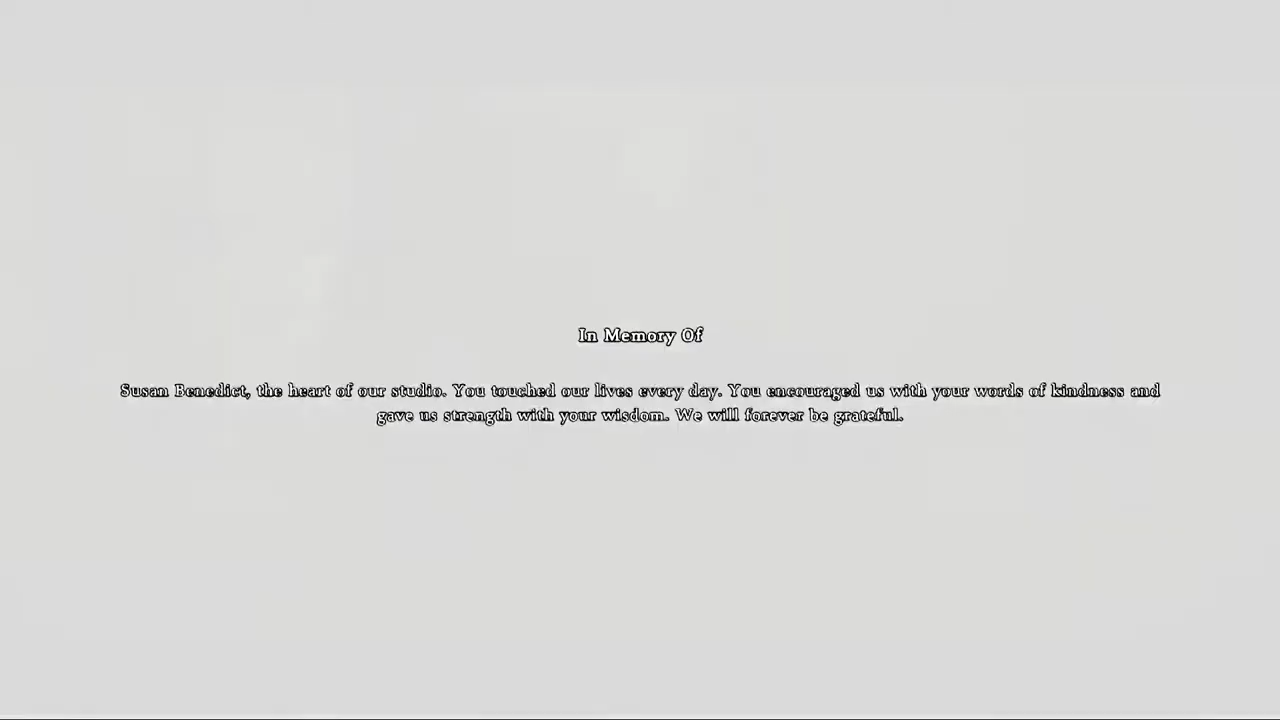 In Memory Of
Susan Benedict, the heart of our studio. You touched our lives every day. You encouraged us with your words of kindness and
gave us strength with your wisdom. We will forever be grateful.